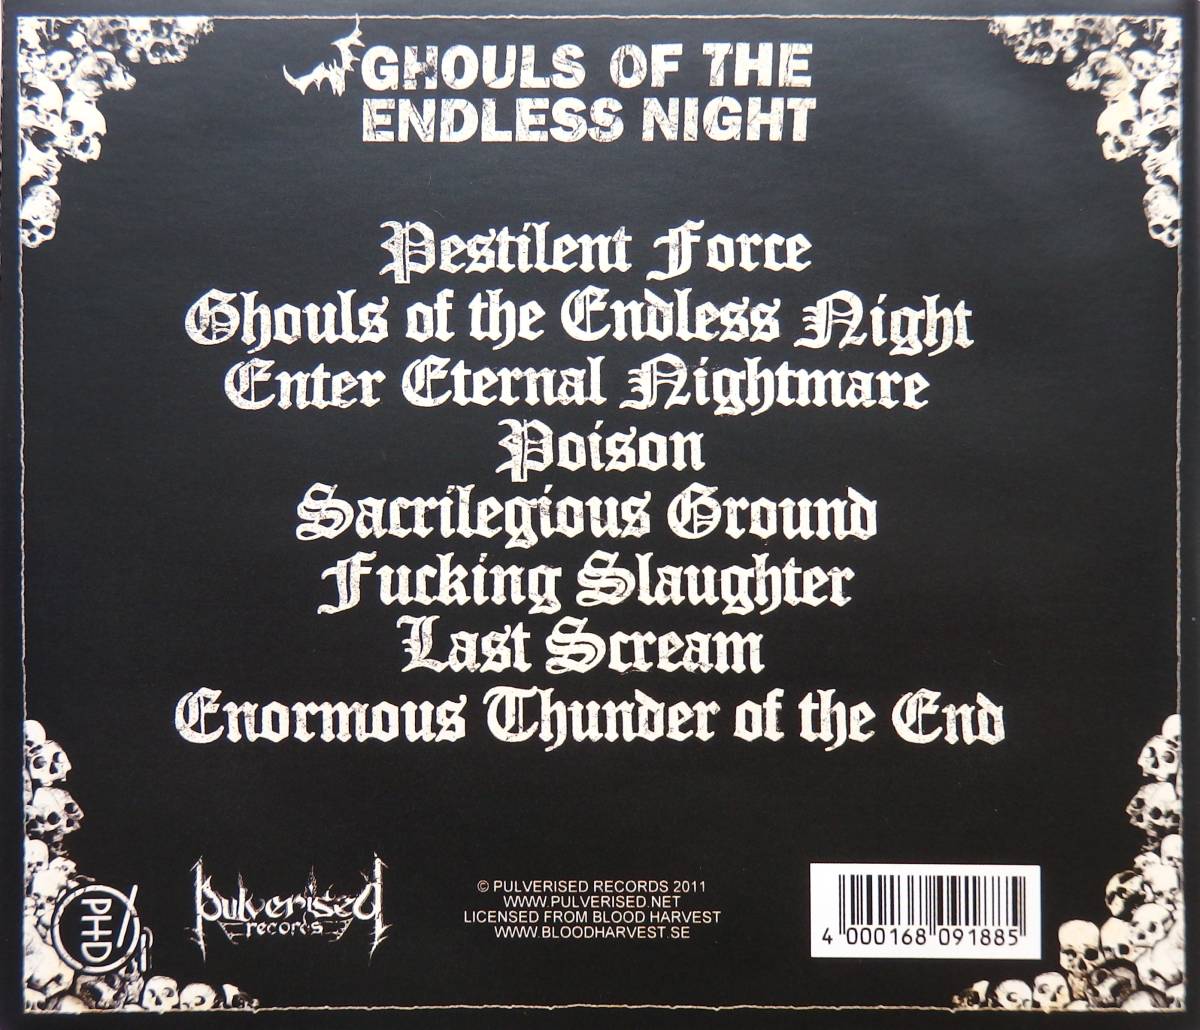 GHOULS OF THE
ENDLESS NIGHT
Pestilent Force
Ghouls of the Endless Night
Enter Eternal Nightmare
Poison
Sacrilegious Ground
Fucking Slaughter
Last Scream
Enormous Thunder of the End
PHD
Pulverised
records
© PULVERISED RECORDS 2011
WWW.PULVERISED.NET
LICENSED FROM BLOOD HARVEST
WWW.BLOODHARVEST.SE
4 000168 091885